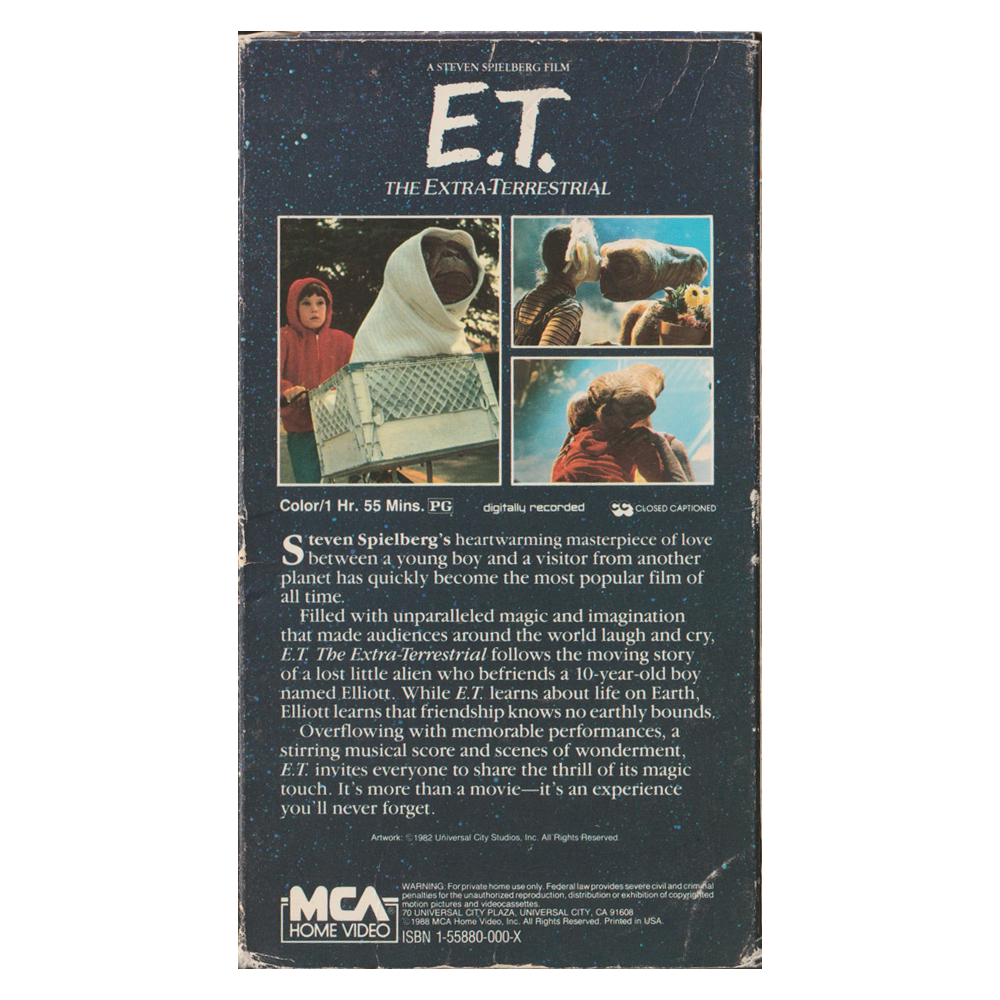 A STEVEN SPIELBERG FILM
E.T.
THE EXTRA-TERRESTRIAL
Color/1 Hr. 55 Mins. PG digitally recorded CC CLOSED CAPTIONED
Steven Spielberg's heartwarming masterpiece of love
between a young boy and a visitor from another
planet has quickly become the most popular film of
all time.
Filled with unparalleled magic and imagination
that made audiences around the world laugh and cry,
E.T. The Extra-Terrestrial follows the moving story
of a lost little alien who befriends a 10-year-old boy
named Elliott. While E.T. learns about life on Earth,
Elliott learns that friendship knows no earthly bounds.
Overflowing with memorable performances, a
stirring musical score and scenes of wonderment,
E.T. invites everyone to share the thrill of its magic
touch. It's more than a movie—it's an experience
you'll never forget.
Artwork: ©1982 Universal City Studios, Inc. All Rights Reserved.
MCA
HOME VIDEO
WARNING: For private home use only. Federal law provides severe civil and criminal
penalties for the unauthorized reproduction, distribution or exhibition of copyrighted
motion pictures and videocassettes.
70 UNIVERSAL CITY PLAZA, UNIVERSAL CITY, CA 91608
©1988 MCA Home Video, Inc. All Rights Reserved. Printed in USA.
ISBN 1-55880-000-X